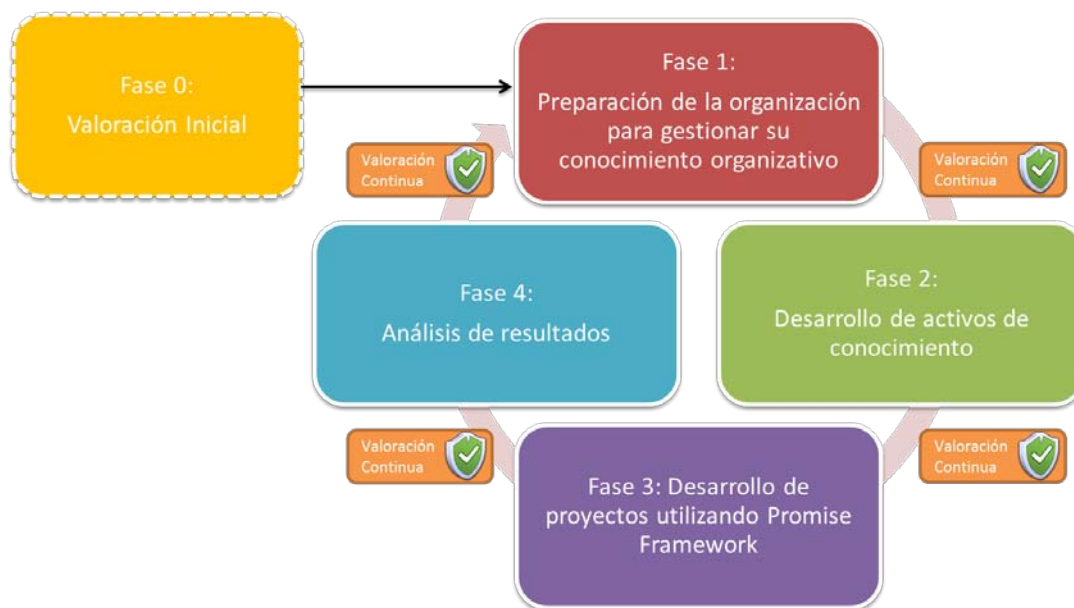 Fase 0:
Valoración Inicial
Fase 1:
Preparación de la organización
para gestionar su
conocimiento organizativo
Valoración
Continua
Valoración
Continua
Fase 4:
Análisis de resultados
Fase 2:
Desarrollo de activos de
conocimiento
Valoración
Continua
Valoración
Continua
Fase 3: Desarrollo de
proyectos utilizando Promise
Framework